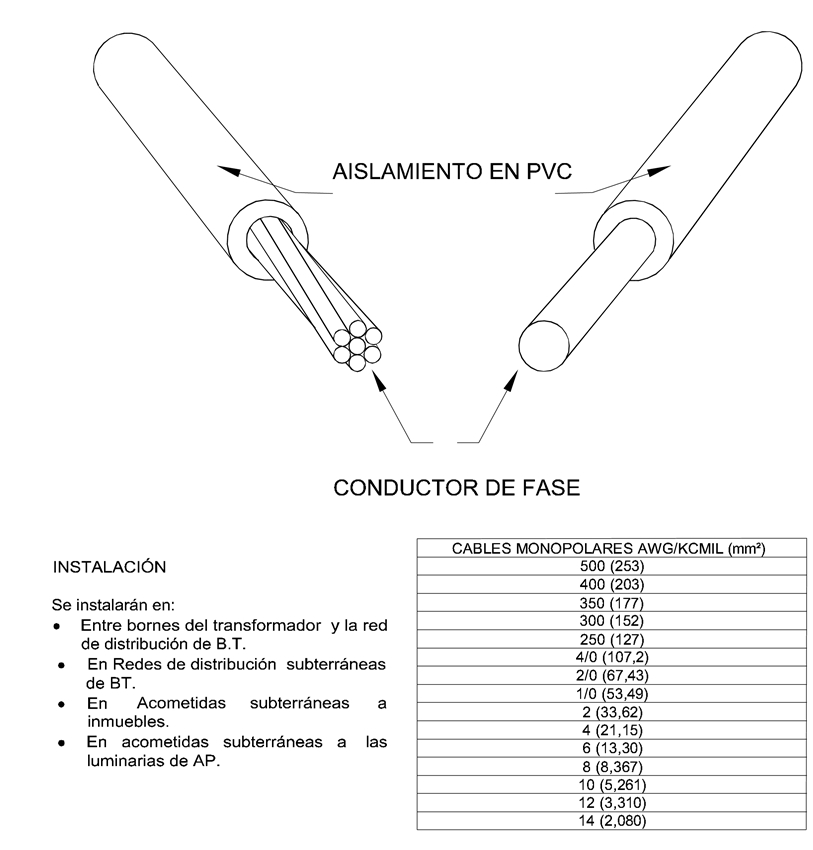 AISLAMIENTO EN PVC
CONDUCTOR DE FASE
INSTALACIÓN
Se instalarán en:
• Entre bornes del transformador y la red
de distribución de B.T.
• En Redes de distribución subterráneas
de BT.
• En Acometidas subterráneas a
inmuebles.
• En acometidas subterráneas a las
luminarias de AP.
CABLES MONOPOLARES AWG/KCMIL (mm²)
500 (253)
400 (203)
350 (177)
300 (152)
250 (127)
4/0 (107,2)
2/0 (67,43)
1/0 (53,49)
2 (33,62)
4 (21,15)
6 (13,30)
8 (8,367)
10 (5,261)
12 (3,310)
14 (2,080)